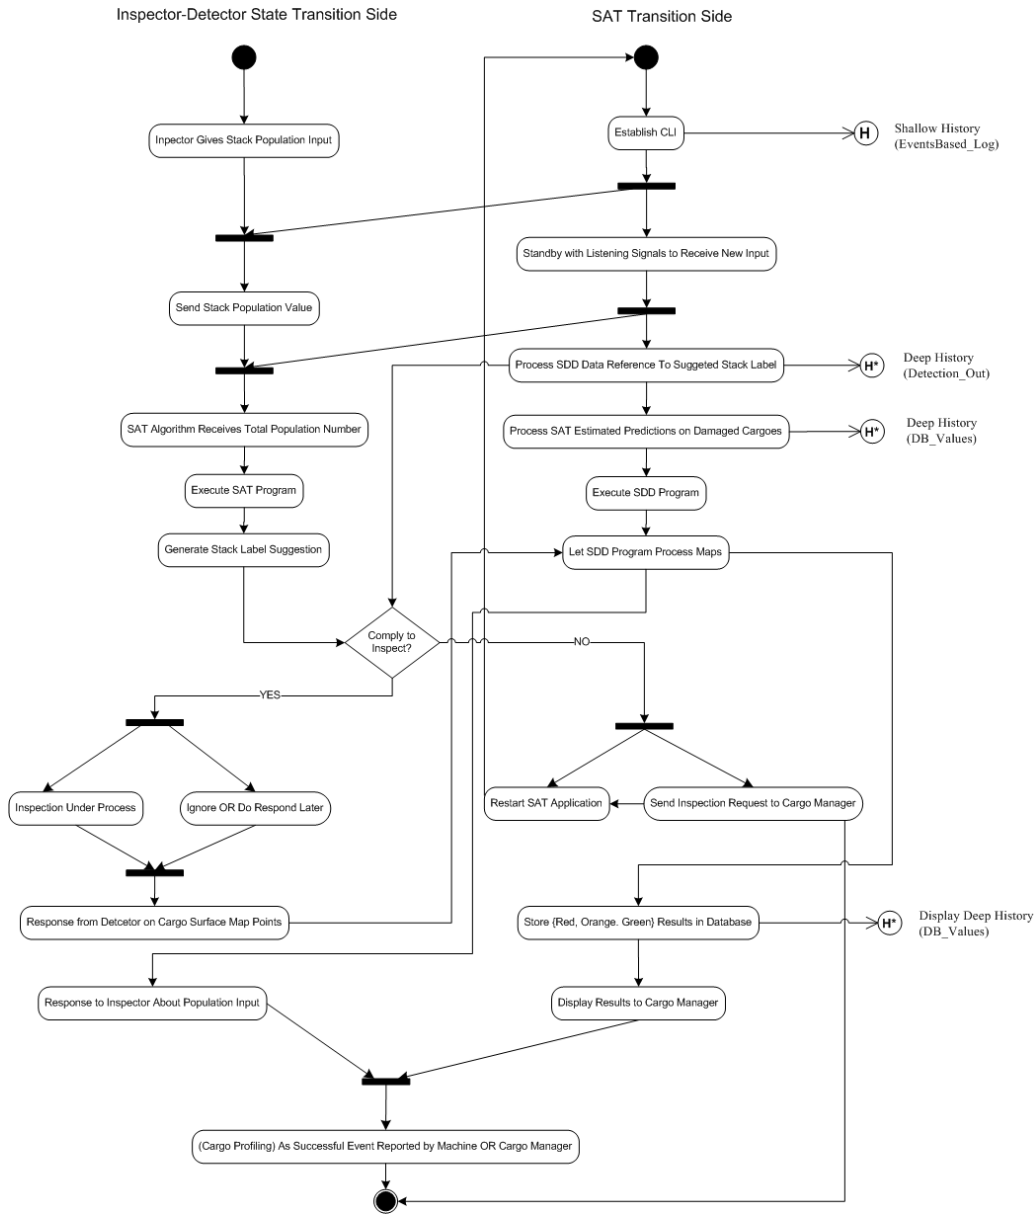 Inspector-Detector State Transition Side
SAT Transition Side
Inpector Gives Stack Population Input
Establish CLI
H
Shallow History
(EventsBased_Log)
Standby with Listening Signals to Receive New Input
Send Stack Population Value
Process SDD Data Reference To Suggeted Stack Label
H*
Deep History
(Detection_Out)
SAT Algorithm Receives Total Population Number
Process SAT Estimated Predictions on Damaged Cargoes
H*
Deep History
(DB_Values)
Execute SAT Program
Execute SDD Program
Generate Stack Label Suggestion
Let SDD Program Process Maps
Comply to
Inspect?
NO
YES
Inspection Under Process
Ignore OR Do Respond Later
Restart SAT Application
Send Inspection Request to Cargo Manager
Response from Detcetor on Cargo Surface Map Points
Store {Red, Orange. Green} Results in Database
H*
Display Deep History
(DB_Values)
Response to Inspector About Population Input
Display Results to Cargo Manager
(Cargo Profiling) As Successful Event Reported by Machine OR Cargo Manager